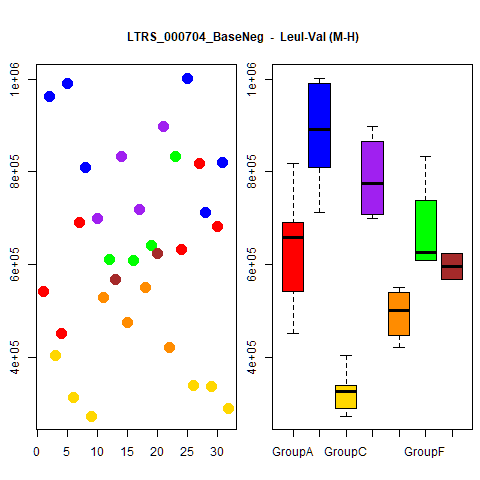 LTRS_000704_BaseNeg - Leul-Val (M-H)
1e+06
8e+05
6e+05
4e+05
0 5 10 15 20 25 30
1e+06
8e+05
6e+05
4e+05
GroupA GroupC GroupF